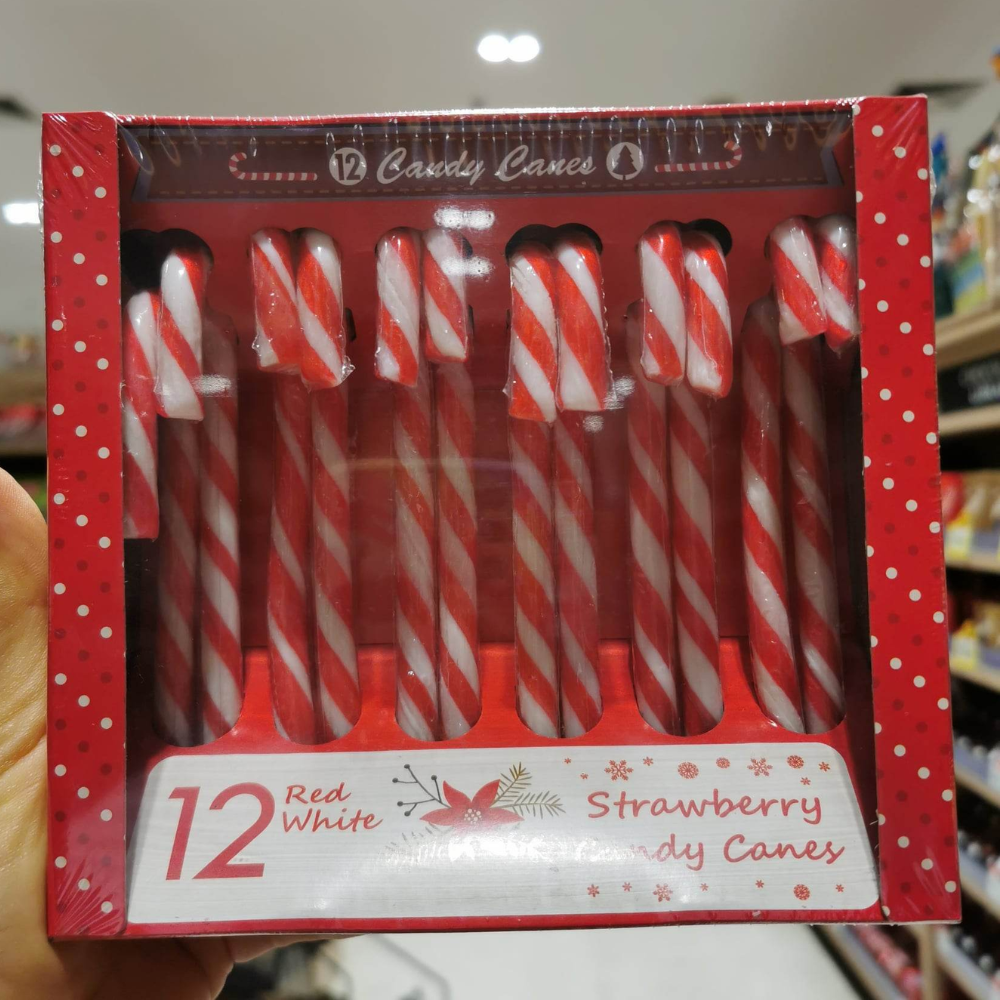 12 Candy Canes
12 Red
White
Strawberry
Candy Canes